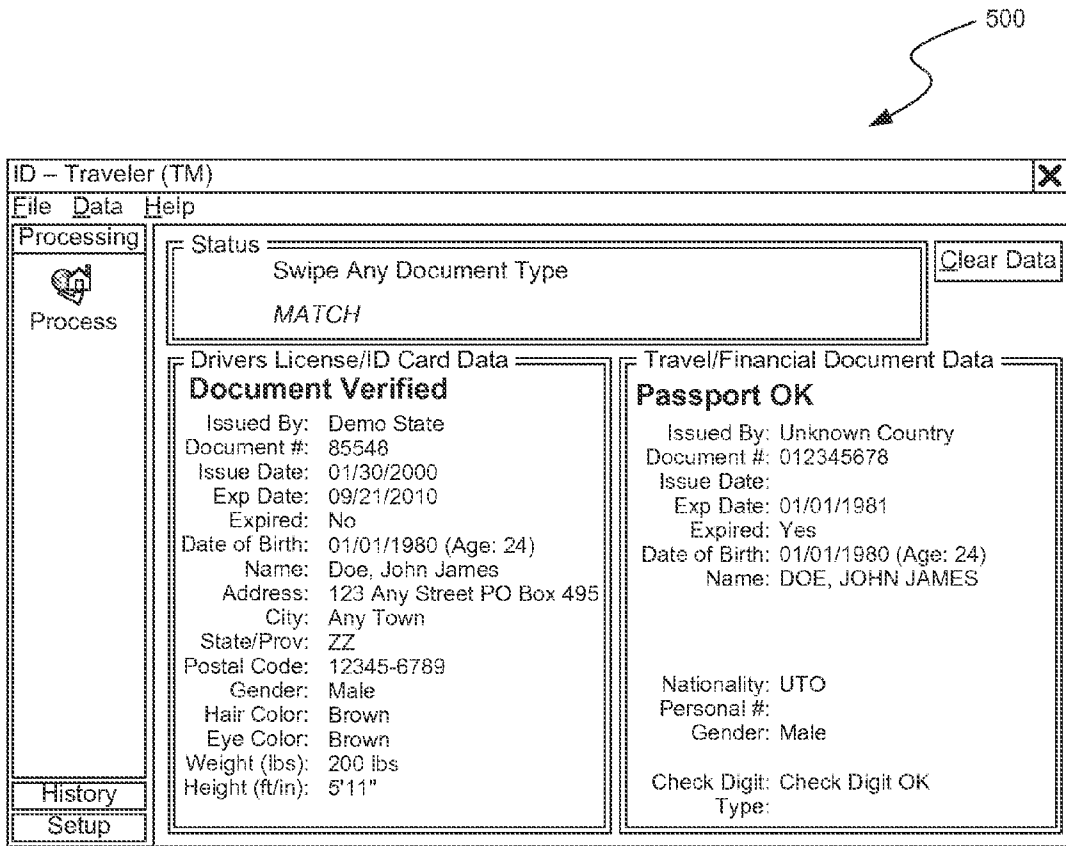 500
ID – Traveler (TM)
File Data Help
Processing
Process
History
Setup
Status
Swipe Any Document Type
MATCH
Clear Data
Drivers License/ID Card Data
Document Verified
Issued By: Demo State
Document #: 85548
Issue Date: 01/30/2000
Exp Date: 09/21/2010
Expired: No
Date of Birth: 01/01/1980 (Age: 24)
Name: Doe, John James
Address: 123 Any Street PO Box 495
City: Any Town
State/Prov: ZZ
Postal Code: 12345-6789
Gender: Male
Hair Color: Brown
Eye Color: Brown
Weight (lbs): 200 lbs
Height (ft/in): 5'11"
Travel/Financial Document Data
Passport OK
Issued By: Unknown Country
Document #: 012345678
Issue Date:
Exp Date: 01/01/1981
Expired: Yes
Date of Birth: 01/01/1980 (Age: 24)
Name: DOE, JOHN JAMES
Nationality: UTO
Personal #:
Gender: Male
Check Digit: Check Digit OK
Type: